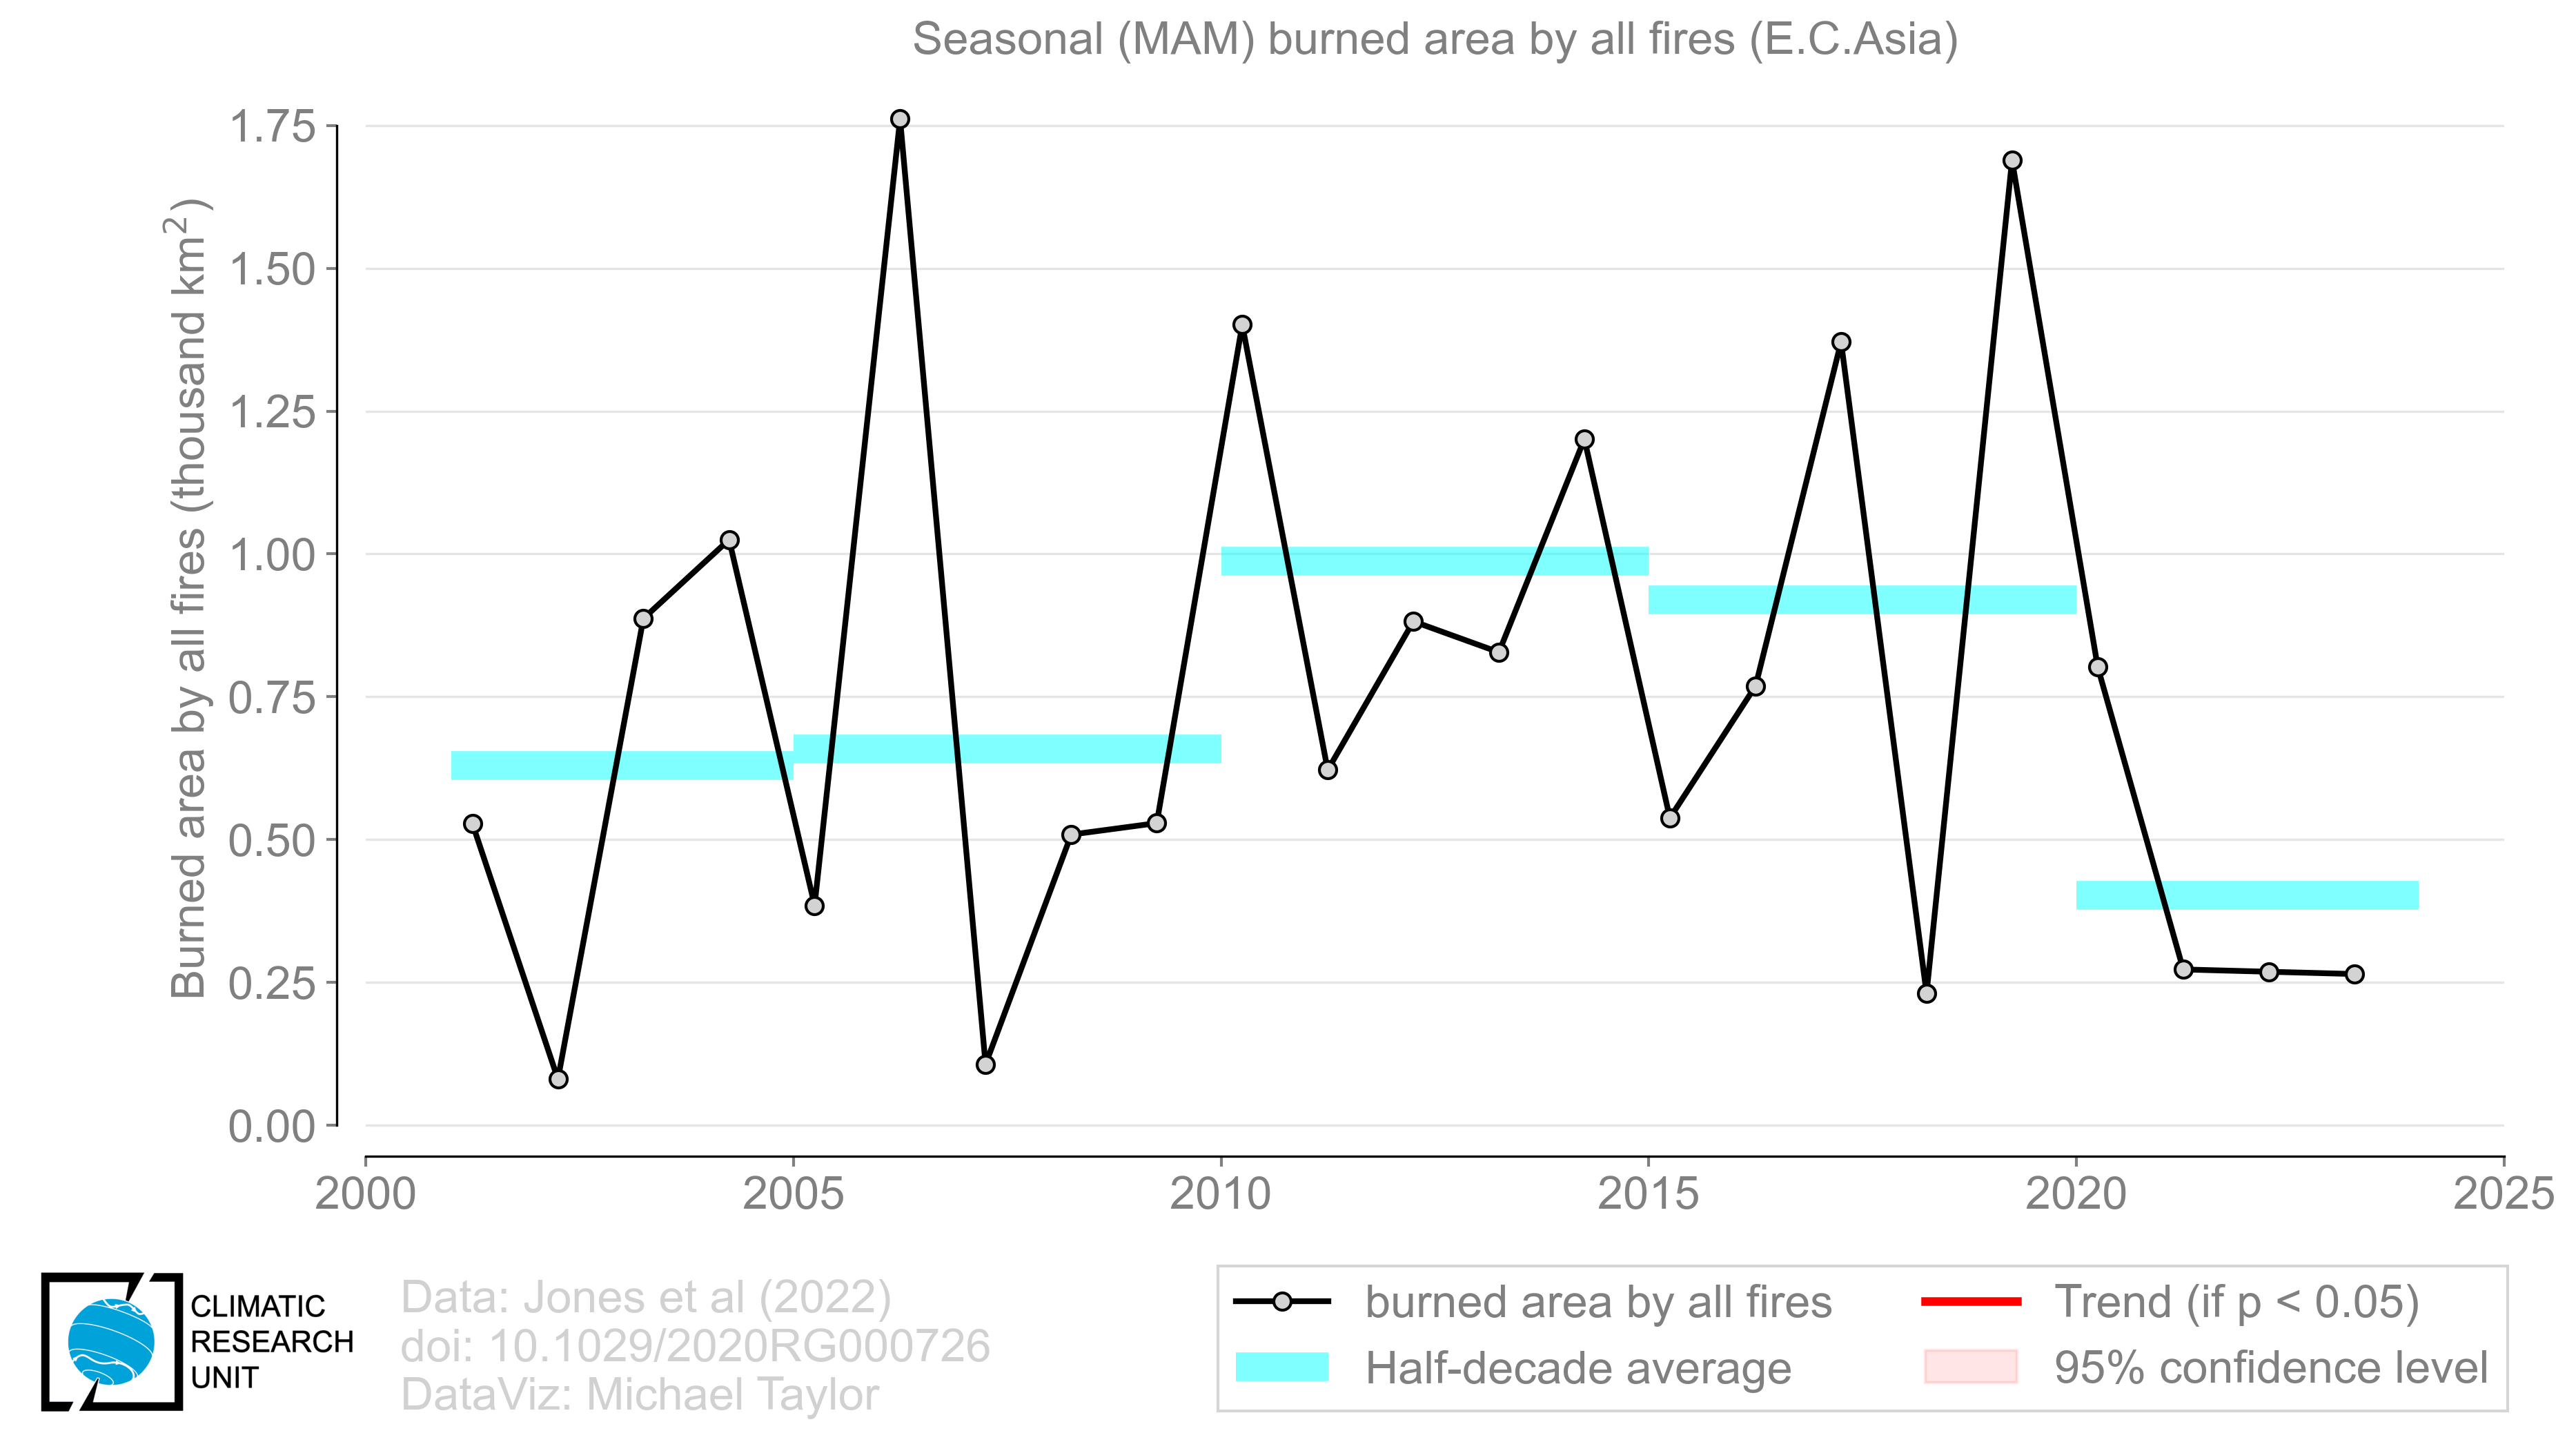 Seasonal (MAM) burned area by all fires (E.C.Asia)
Burned area by all fires (thousand km²)
1.75
1.50
1.25
1.00
0.75
0.50
0.25
0.00
2000 2005 2010 2015 2020 2025
CLIMATIC
RESEARCH
UNIT
Data: Jones et al (2022)
doi: 10.1029/2020RG000726
DataViz: Michael Taylor
burned area by all fires
Half-decade average
Trend (if p < 0.05)
95% confidence level